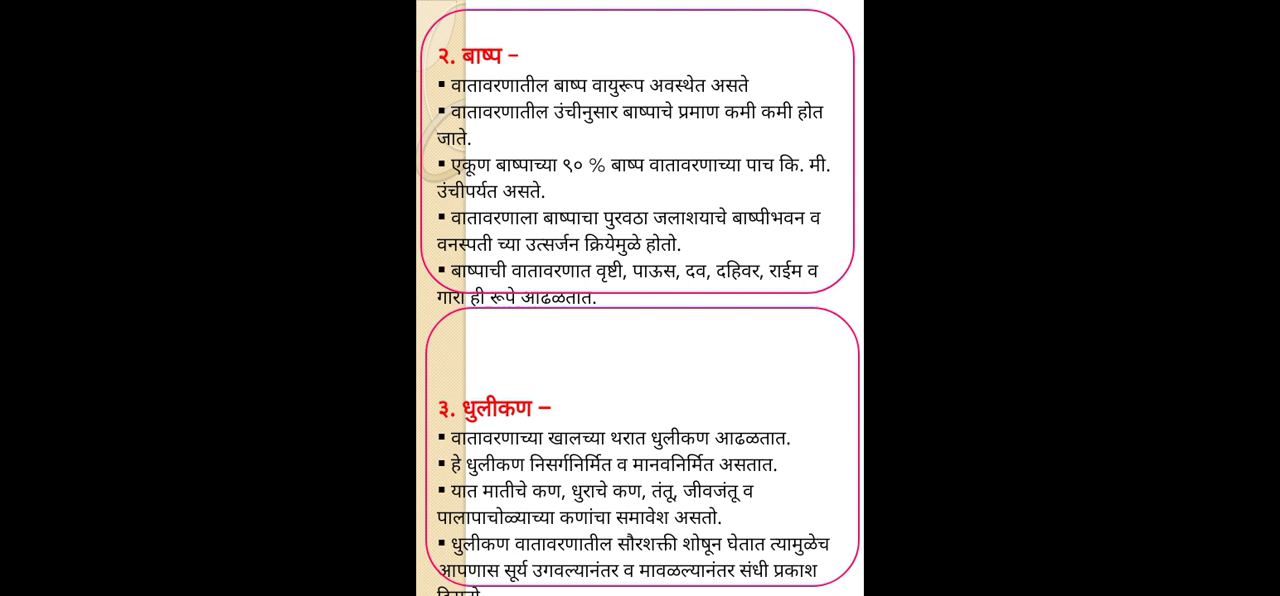 २. बाष्प –
▪ वातावरणातील बाष्प वायुरूप अवस्थेत असते
▪ वातावरणातील उंचीनुसार बाष्पाचे प्रमाण कमी कमी होत
जाते.
▪ एकूण बाष्पाच्या ९० % बाष्प वातावरणाच्या पाच कि. मी.
उंचीपर्यत असते.
▪ वातावरणाला बाष्पाचा पुरवठा जलाशयाचे बाष्पीभवन व
वनस्पती च्या उत्सर्जन क्रियेमुळे होतो.
▪ बाष्पाची वातावरणात वृष्टी, पाऊस, दव, दहिवर, राईम व
गारा ही रूपे आढळतात.
३. धुलीकण –
▪ वातावरणाच्या खालच्या थरात धुलीकण आढळतात.
▪ हे धुलीकण निसर्गनिर्मित व मानवनिर्मित असतात.
▪ यात मातीचे कण, धुराचे कण, तंतू, जीवजंतू व
पालापाचोळ्याच्या कणांचा समावेश असतो.
▪ धुलीकण वातावरणातील सौरशक्ती शोषून घेतात त्यामुळेच
आपणास सूर्य उगवल्यानंतर व मावळल्यानंतर संधी प्रकाश